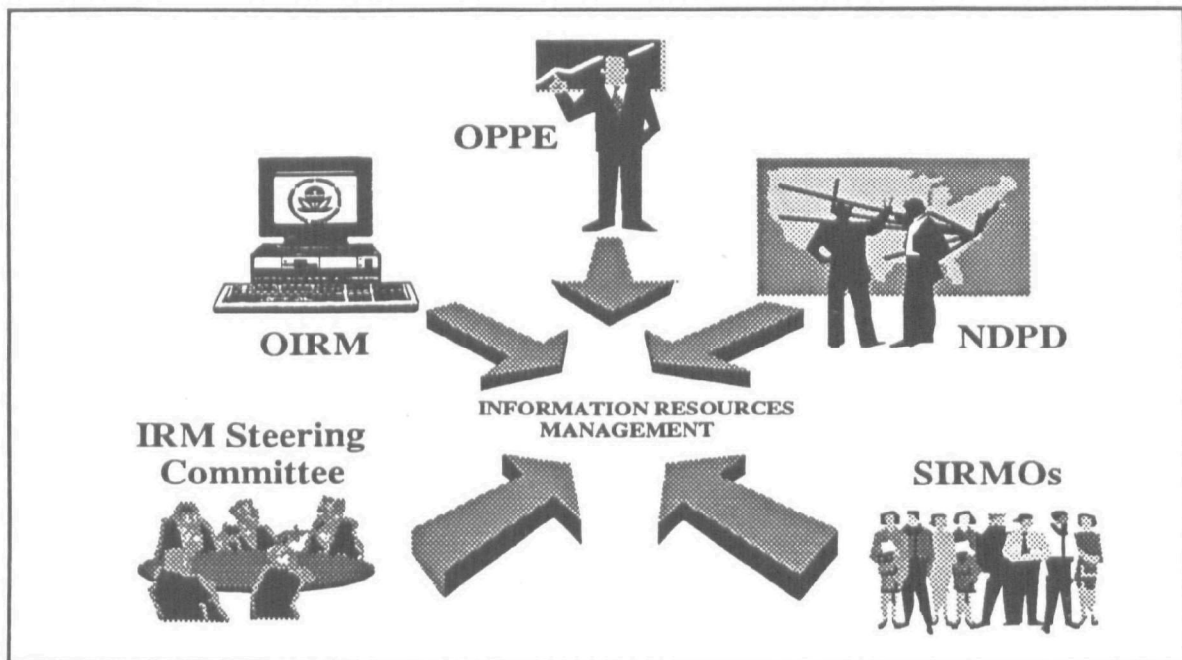 OPPE
OIRM
NDPD
INFORMATION RESOURCES
MANAGEMENT
IRM Steering
Committee
SIRMOs